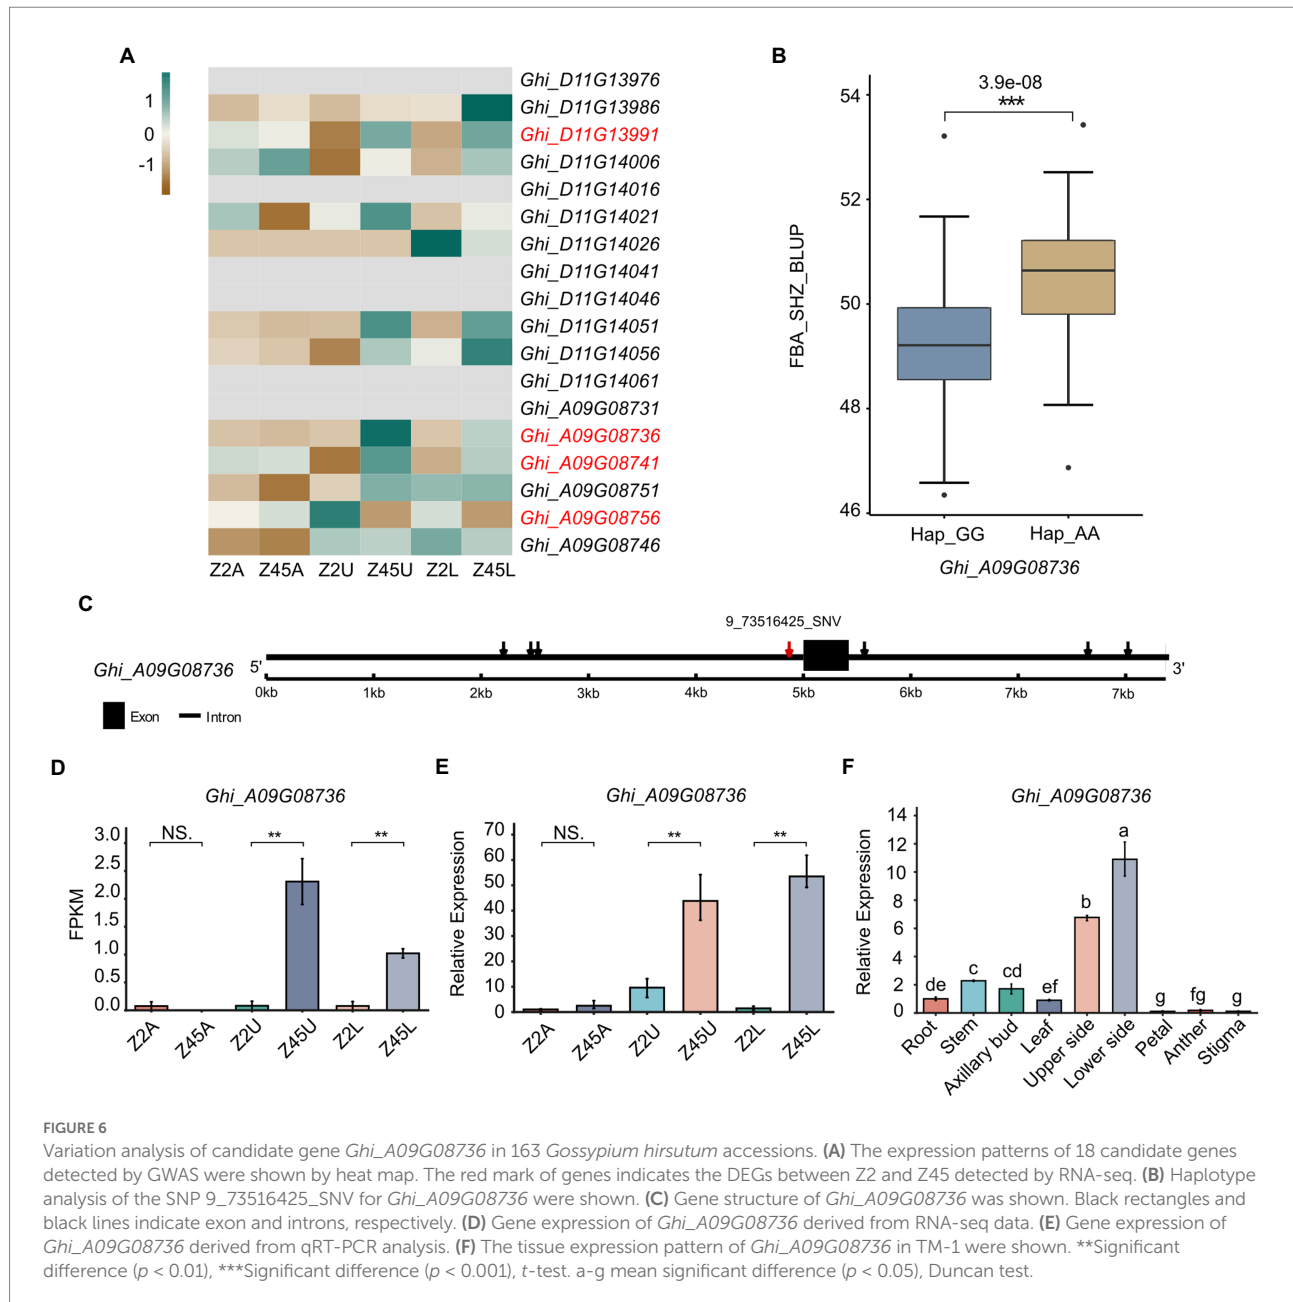 A
1
0
-1
Ghi_D11G13976
Ghi_D11G13986
Ghi_D11G13991
Ghi_D11G14006
Ghi_D11G14016
Ghi_D11G14021
Ghi_D11G14026
Ghi_D11G14041
Ghi_D11G14046
Ghi_D11G14051
Ghi_D11G14056
Ghi_D11G14061
Ghi_A09G08731
Ghi_A09G08736
Ghi_A09G08741
Ghi_A09G08751
Ghi_A09G08756
Ghi_A09G08746
Z2A Z45A Z2U Z45U Z2L Z45L
B
3.9e-08
***
54
52
50
48
46
FBA_SHZ_BLUP
Hap_GG Hap_AA
Ghi_A09G08736
C
9_73516425_SNV
Ghi_A09G08736 5' 3'
0kb 1kb 2kb 3kb 4kb 5kb 6kb 7kb 7kb
Exon Intron
D
Ghi_A09G08736
NS. ** **
3.0
2.5
2.0
1.5
1.0
0.5
0.0
FPKM
Z2A Z45A Z2U Z45U Z2L Z45L
E
Ghi_A09G08736
NS. ** **
70
60
50
40
30
20
10
0
Relative Expression
Z2A Z45A Z2U Z45U Z2L Z45L
F
Ghi_A09G08736
14
12
10
8
6
4
2
0
Relative Expression
de c cd ef b a g fg g
Root Stem Axillary bud Leaf Upper side Lower side Petal Anther Stigma
FIGURE 6
Variation analysis of candidate gene Ghi_A09G08736 in 163 Gossypium hirsutum accessions. (A) The expression patterns of 18 candidate genes
detected by GWAS were shown by heat map. The red mark of genes indicates the DEGs between Z2 and Z45 detected by RNA-seq. (B) Haplotype
analysis of the SNP 9_73516425_SNV for Ghi_A09G08736 were shown. (C) Gene structure of Ghi_A09G08736 was shown. Black rectangles and
black lines indicate exon and introns, respectively. (D) Gene expression of Ghi_A09G08736 derived from RNA-seq data. (E) Gene expression of
Ghi_A09G08736 derived from qRT-PCR analysis. (F) The tissue expression pattern of Ghi_A09G08736 in TM-1 were shown. **Significant
difference (p < 0.01), ***Significant difference (p < 0.001), t-test. a-g mean significant difference (p < 0.05), Duncan test.